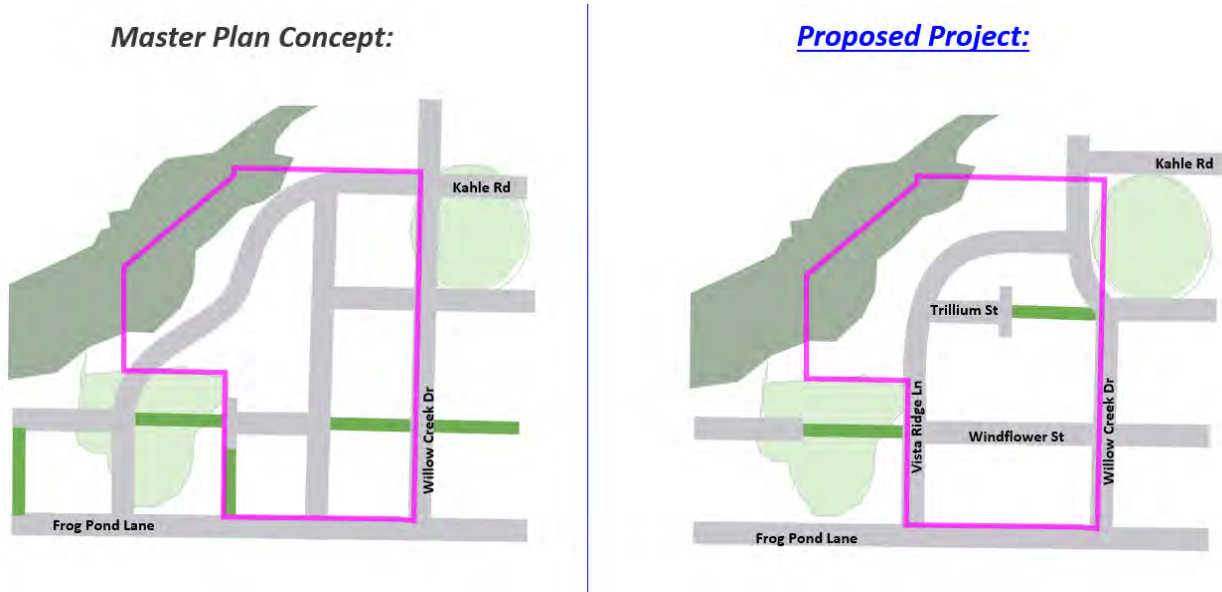 Master Plan Concept:
Kahle Rd
Willow Creek Dr
Frog Pond Lane
Proposed Project:
Kahle Rd
Trillium St
Vista Ridge Ln
Windflower St
Willow Creek Dr
Frog Pond Lane